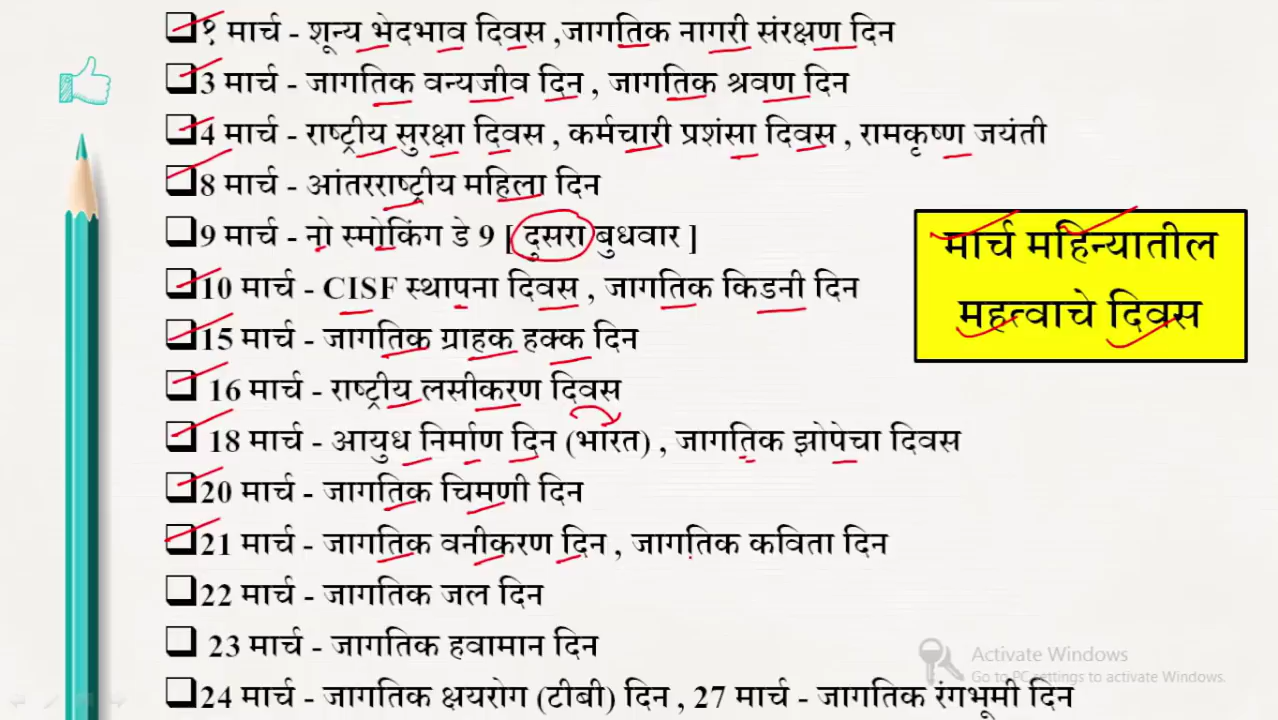 १ मार्च - शून्य भेदभाव दिवस ,जागतिक नागरी संरक्षण दिन
3 मार्च - जागतिक वन्यजीव दिन , जागतिक श्रवण दिन
4 मार्च - राष्ट्रीय सुरक्षा दिवस , कर्मचारी प्रशंसा दिवस , रामकृष्ण जयंती
8 मार्च - आंतरराष्ट्रीय महिला दिन
9 मार्च - नो स्मोकिंग डे 9 [ दुसरा बुधवार ]
10 मार्च - CISF स्थापना दिवस , जागतिक किडनी दिन
15 मार्च - जागतिक ग्राहक हक्क दिन
16 मार्च - राष्ट्रीय लसीकरण दिवस
18 मार्च - आयुध निर्माण दिन (भारत) , जागतिक झोपेचा दिवस
20 मार्च - जागतिक चिमणी दिन
21 मार्च - जागतिक वनीकरण दिन , जागतिक कविता दिन
22 मार्च - जागतिक जल दिन
23 मार्च - जागतिक हवामान दिन
24 मार्च - जागतिक क्षयरोग (टीबी) दिन , 27 मार्च - जागतिक रंगभूमी दिन
मार्च महिन्यातील
महत्वाचे दिवस
Activate Windows
Go to PC settings to activate Windows.